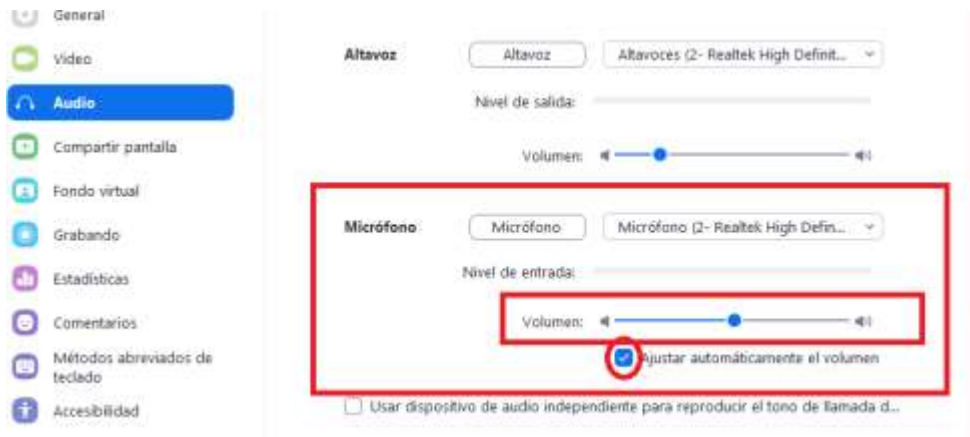 General
Video
Audio
Compartir pantalla
Fondo virtual
Grabando
Estadísticas
Comentarios
Métodos abreviados de
teclado
Accesibilidad
Altavoz Altavoz Altavoces (2- Realtek High Definit...
Nivel de salida:
Volumen:
Micrófono Micrófono Micrófono (2- Realtek High Defin...
Nivel de entrada:
Volumen:
Ajustar automáticamente el volumen
Usar dispositivo de audio independiente para reproducir el tono de llamada d...